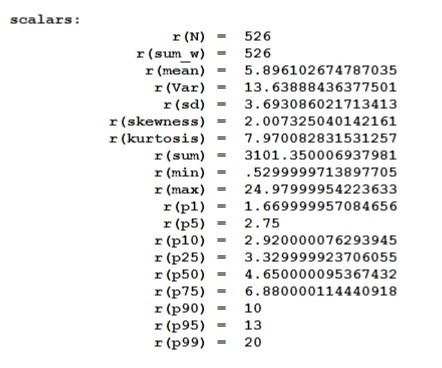 scalars:
r(N) = 526
r(sum_w) = 526
r(mean) = 5.896102674787035
r(Var) = 13.63888436377501
r(sd) = 3.693086021713413
r(skewness) = 2.007325040142161
r(kurtosis) = 7.970082831531257
r(sum) = 3101.350006937981
r(min) = .5299999713897705
r(max) = 24.97999954223633
r(p1) = 1.669999957084656
r(p5) = 2.75
r(p10) = 2.920000076293945
r(p25) = 3.329999923706055
r(p50) = 4.650000095367432
r(p75) = 6.880000114440918
r(p90) = 10
r(p95) = 13
r(p99) = 20